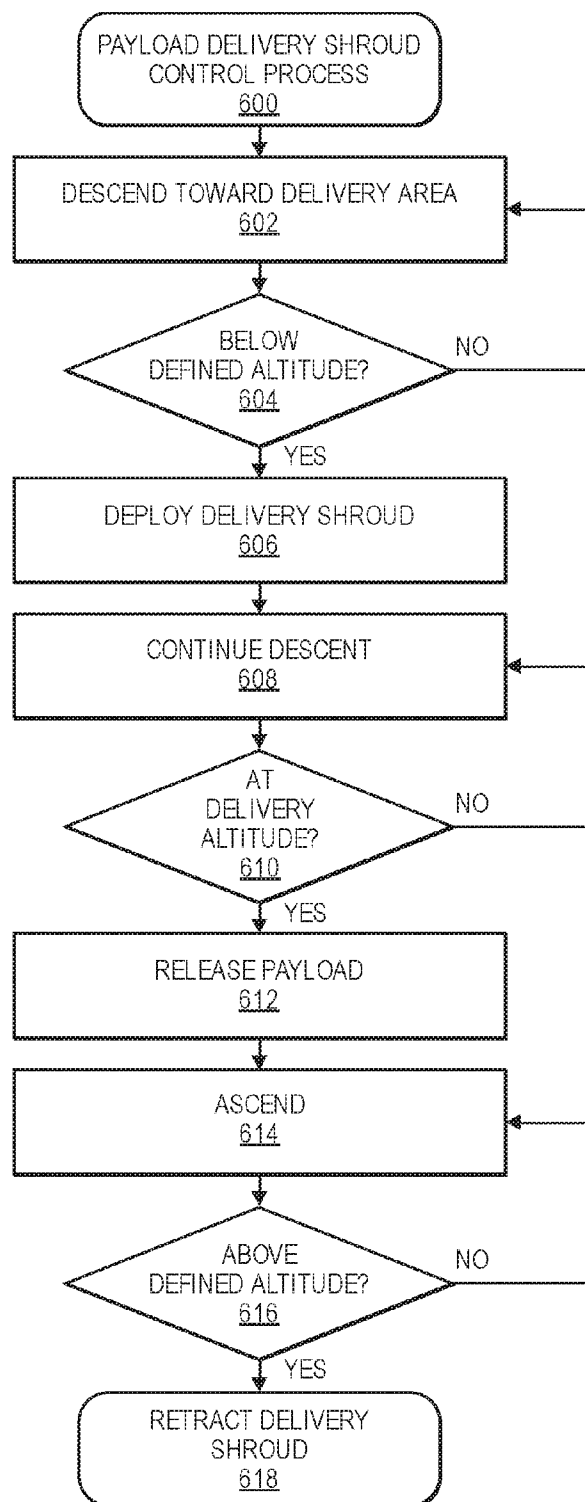 PAYLOAD DELIVERY SHROUD
CONTROL PROCESS
600
DESCEND TOWARD DELIVERY AREA
602
BELOW
DEFINED ALTITUDE?
604
NO
YES
DEPLOY DELIVERY SHROUD
606
CONTINUE DESCENT
608
AT
DELIVERY
ALTITUDE?
610
NO
YES
RELEASE PAYLOAD
612
ASCEND
614
ABOVE
DEFINED ALTITUDE?
616
NO
YES
RETRACT DELIVERY
SHROUD
618